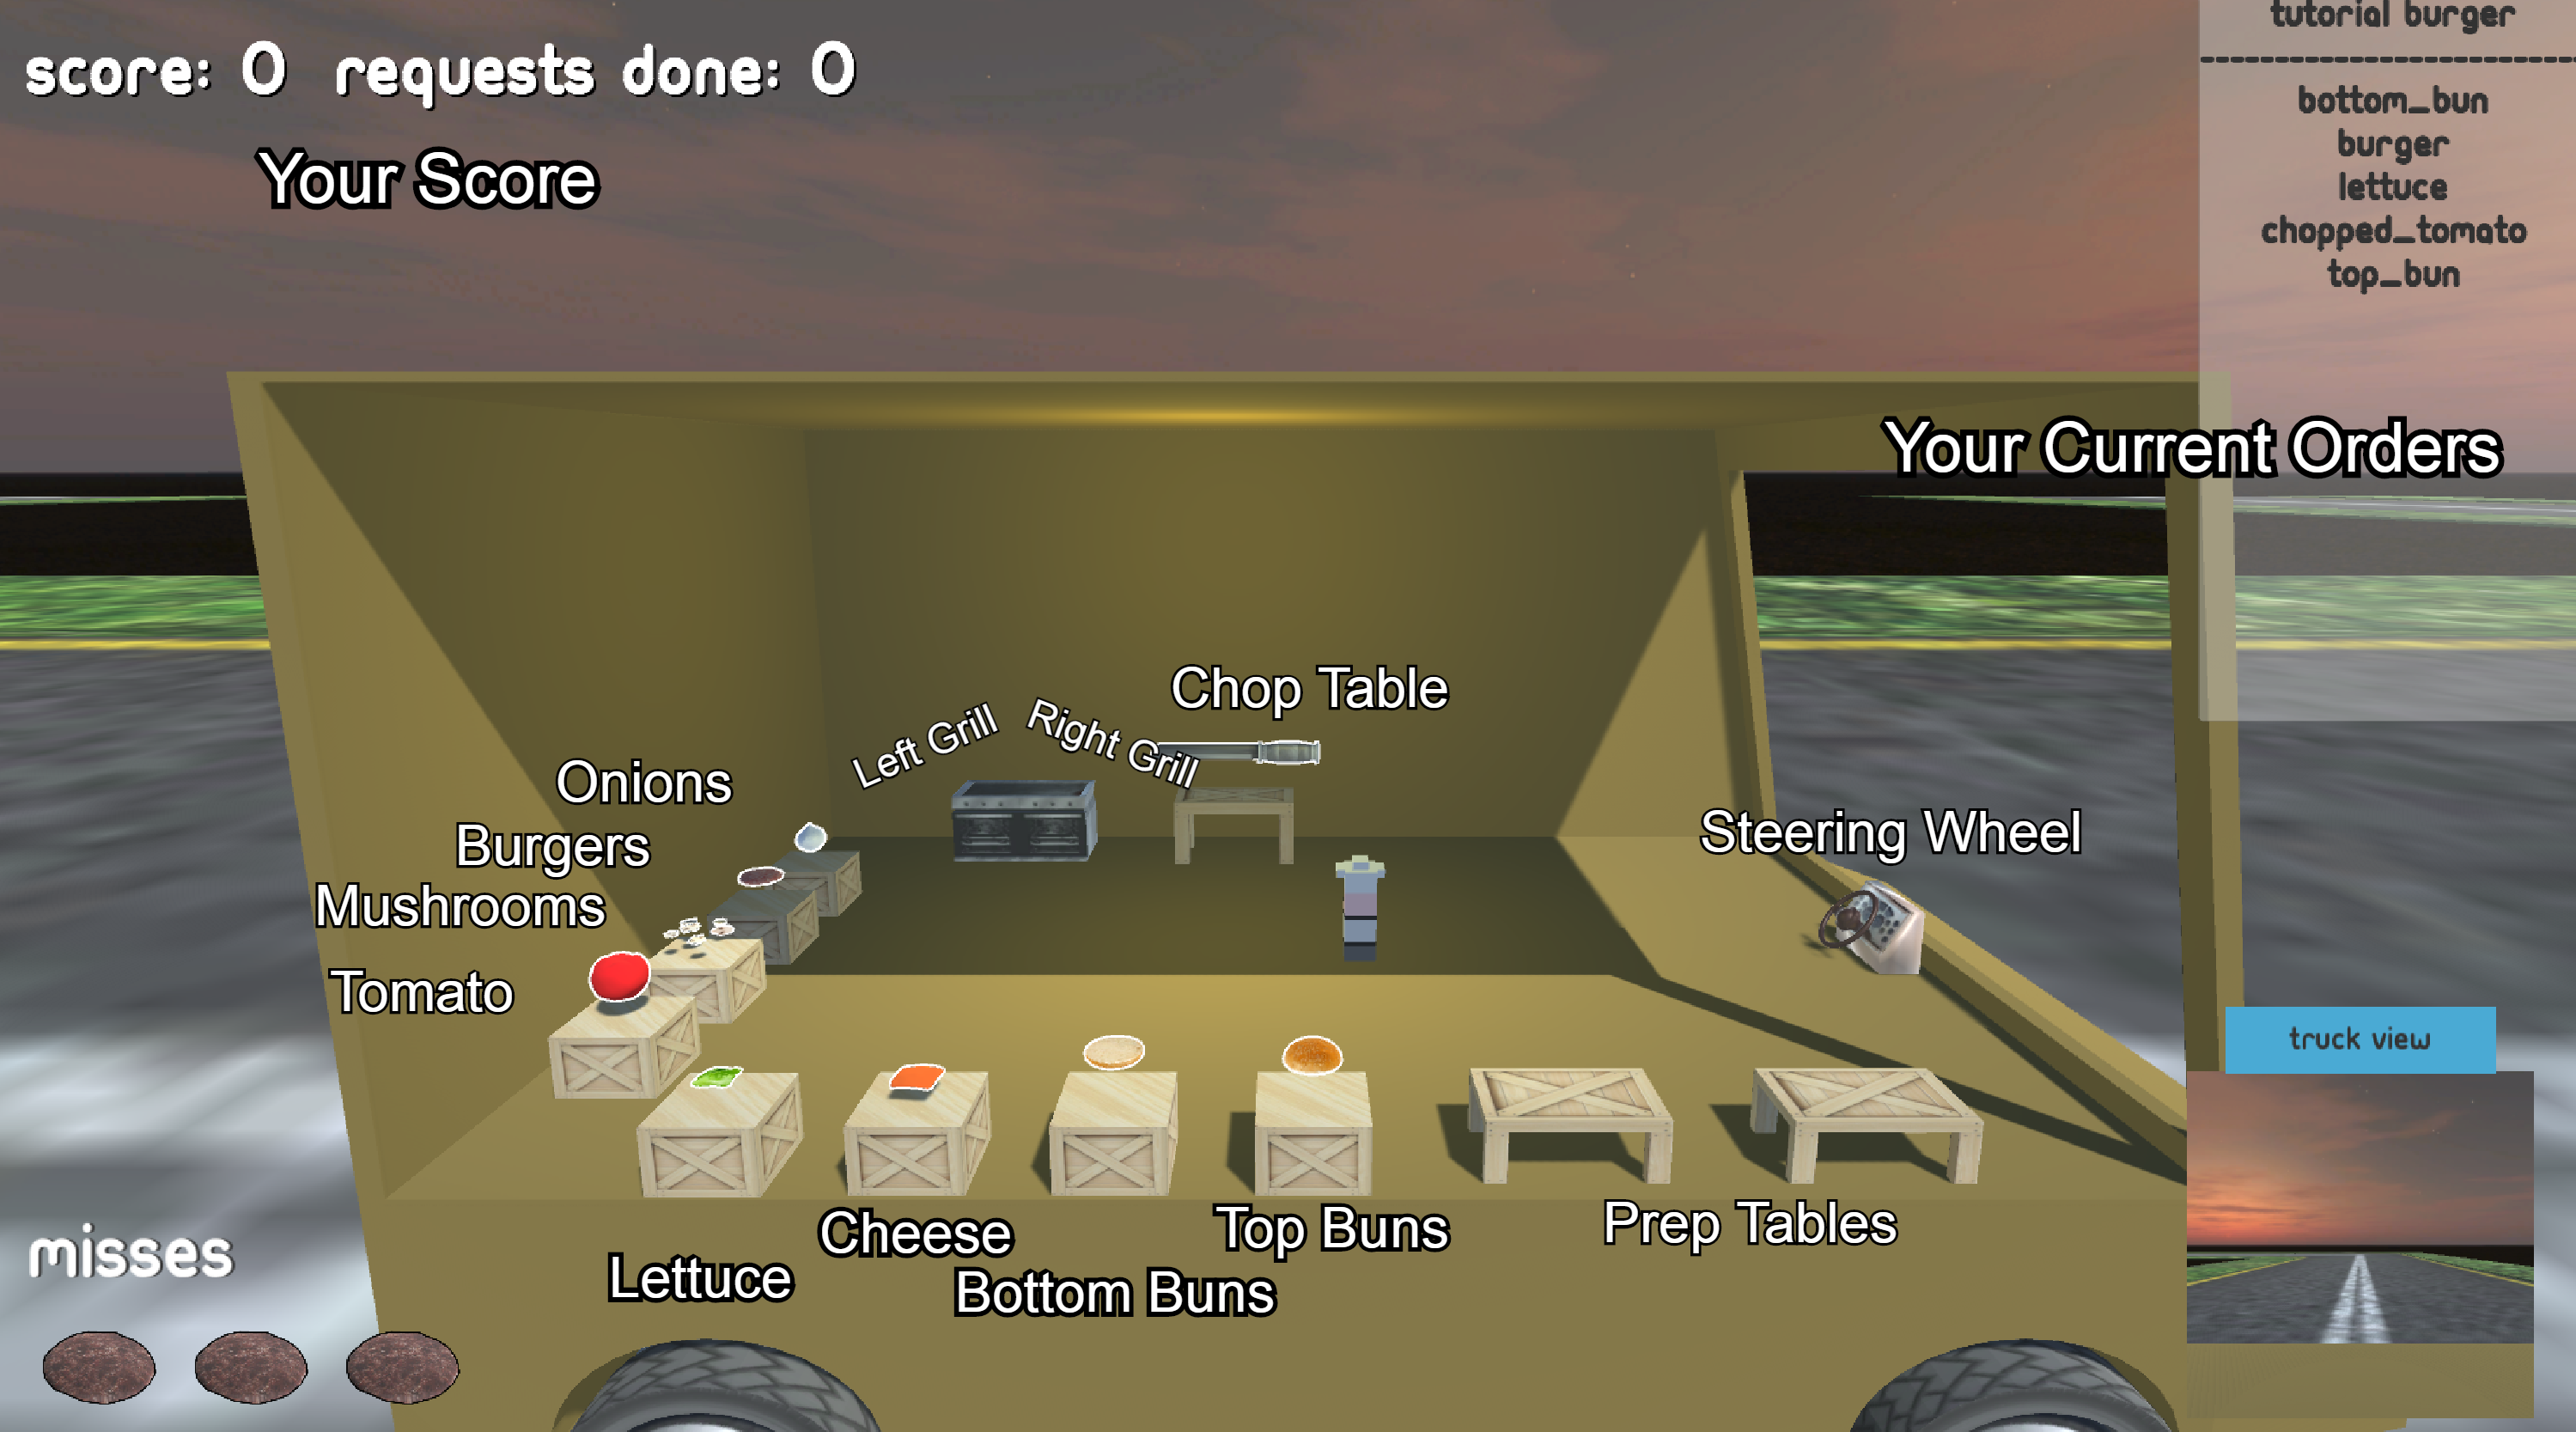 score: 0 requests done: 0
Your Score
tutorial burger
bottom_bun
burger
lettuce
chopped_tomato
top_bun
Your Current Orders
Chop Table
Left Grill
Right Grill
Onions
Burgers
Mushrooms
Tomato
Steering Wheel
truck view
Lettuce
Cheese
Bottom Buns
Top Buns
Prep Tables
misses